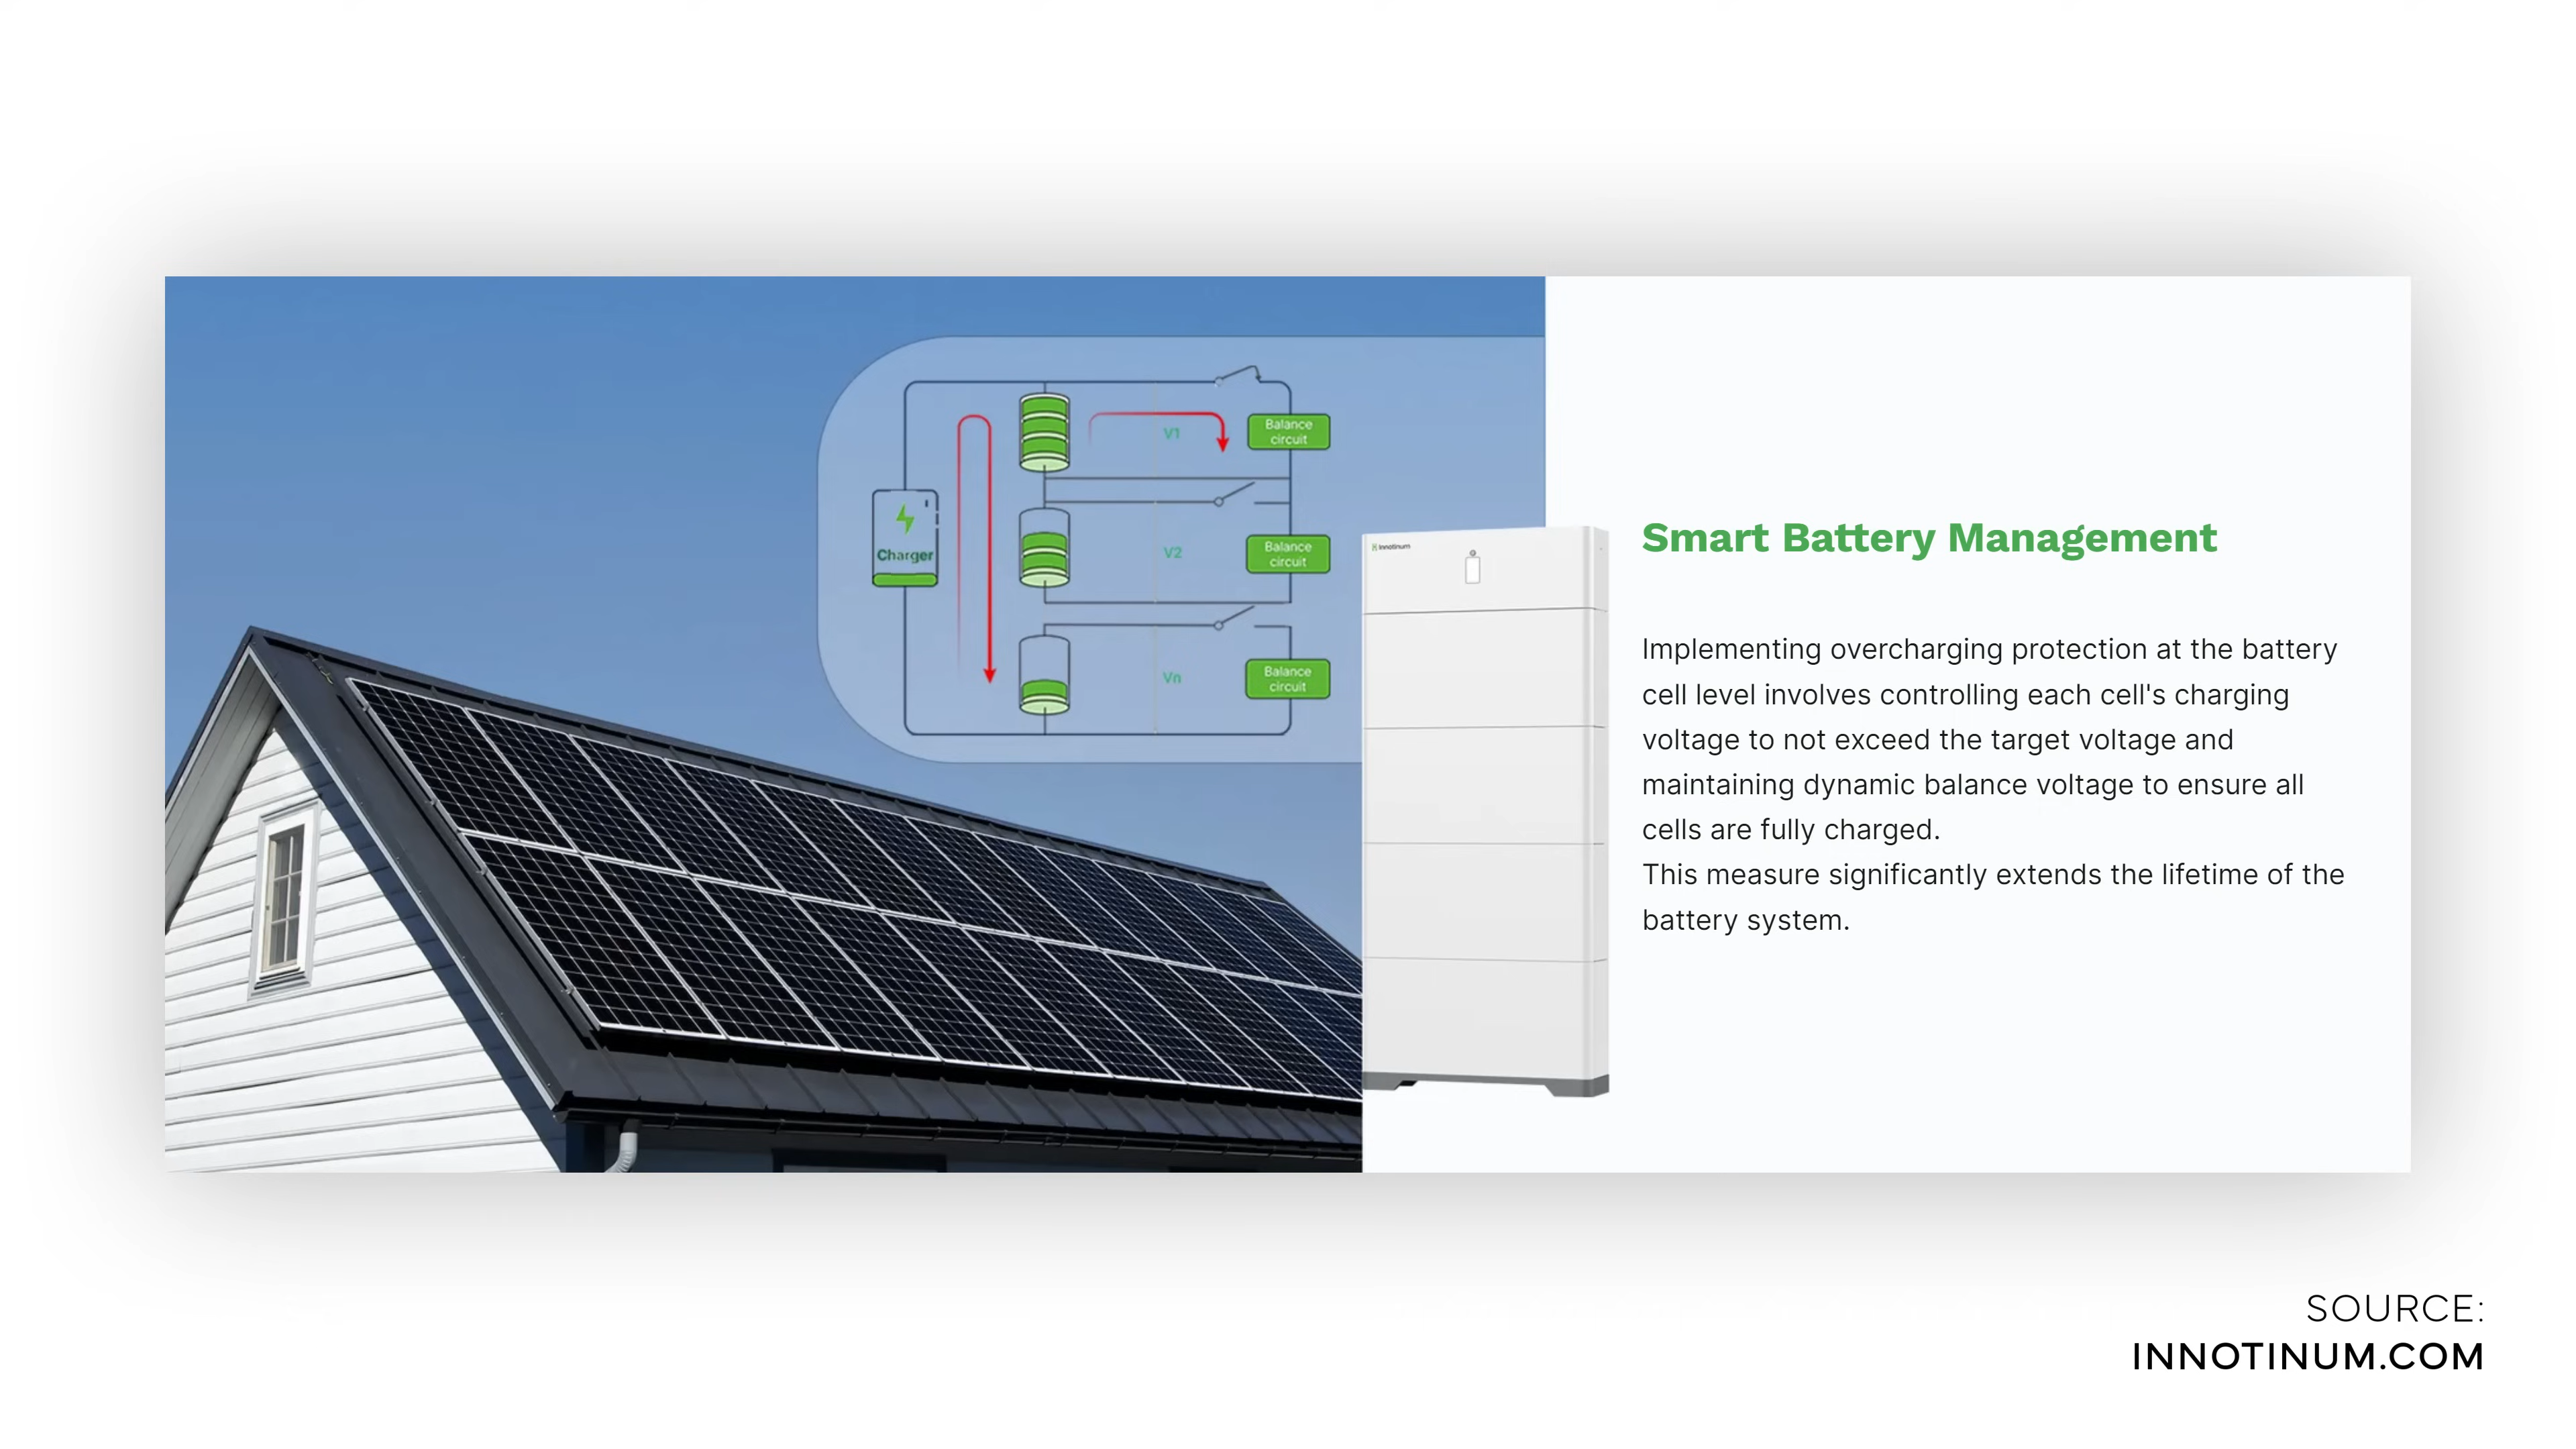 Balance
circuit
V1
Charger
V2
Balance
circuit
Vn
Balance
circuit
Innotinum
Smart Battery Management
Implementing overcharging protection at the battery
cell level involves controlling each cell's charging
voltage to not exceed the target voltage and
maintaining dynamic balance voltage to ensure all
cells are fully charged.
This measure significantly extends the lifetime of the
battery system.
SOURCE:
INNOTINUM.COM